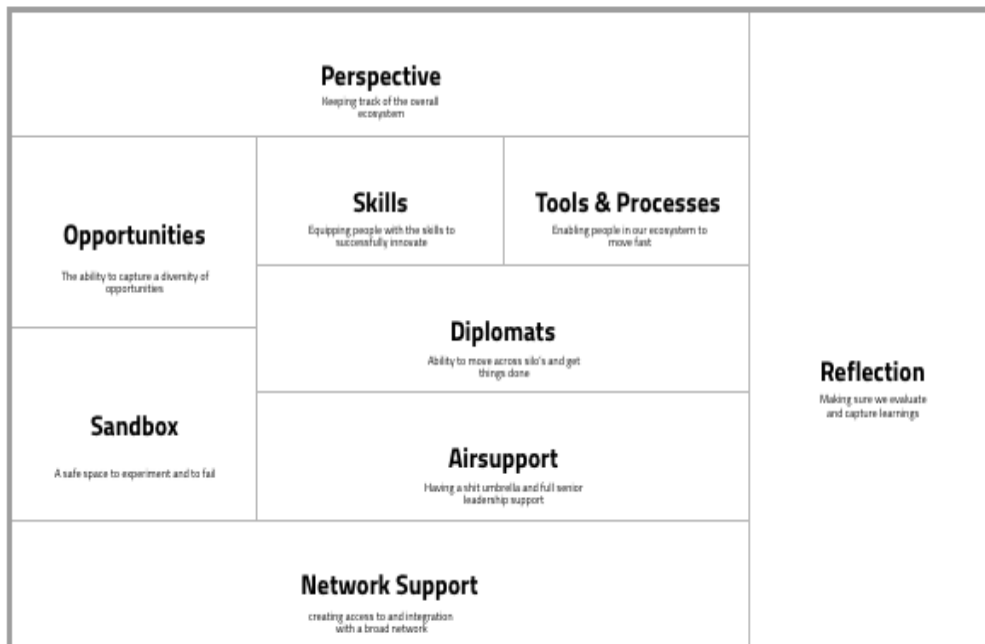 Perspective
Keeping track of the overall
ecosystem
Opportunities
The ability to capture a diversity of
opportunities
Skills
Equipping people with the skills to
successfully innovate
Tools & Processes
Enabling people in our ecosystem to
move fast
Diplomats
Ability to move across silo's and get
things done
Sandbox
A safe space to experiment and to fail
Airsupport
Having a shit umbrella and full senior
leadership support
Network Support
creating access to and integration
with a broad network
Reflection
Making sure we evaluate
and capture learnings